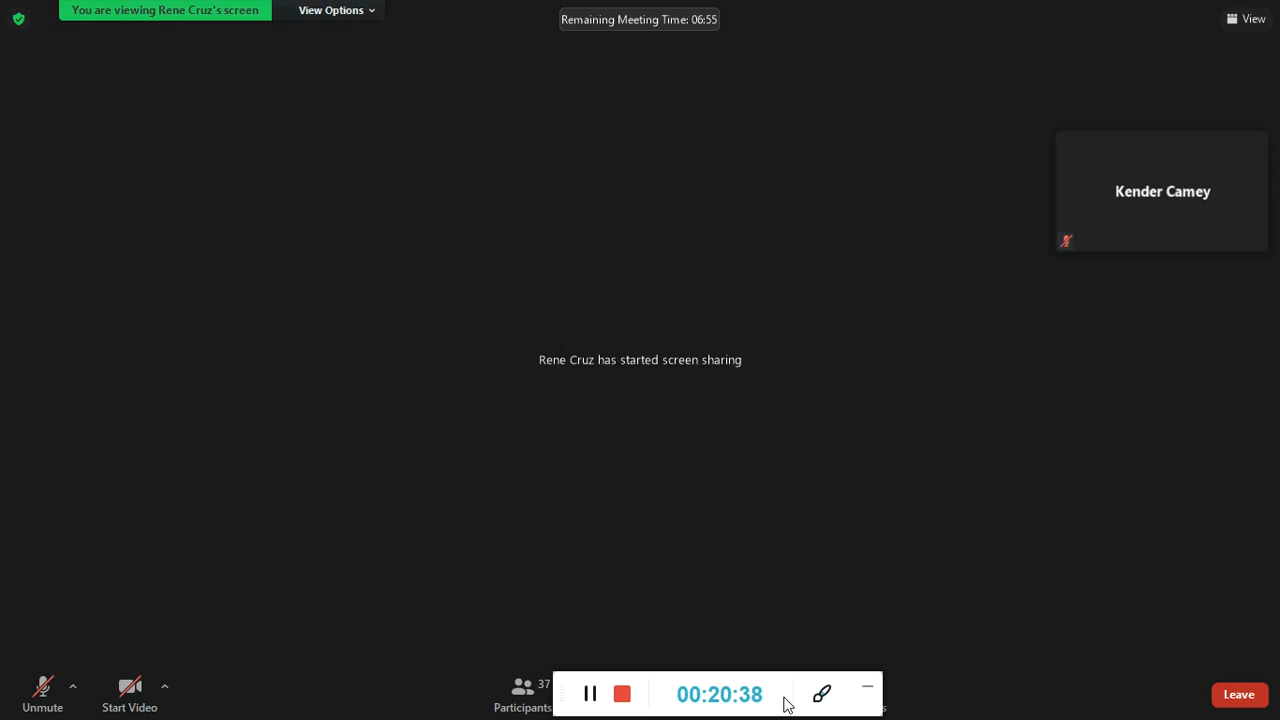 You are viewing Rene Cruz's screen
View Options
Remaining Meeting Time: 06:55
View
Kender Camey
Rene Cruz has started screen sharing
37
00:20:38
Unmute
Start Video
Participants
Leave